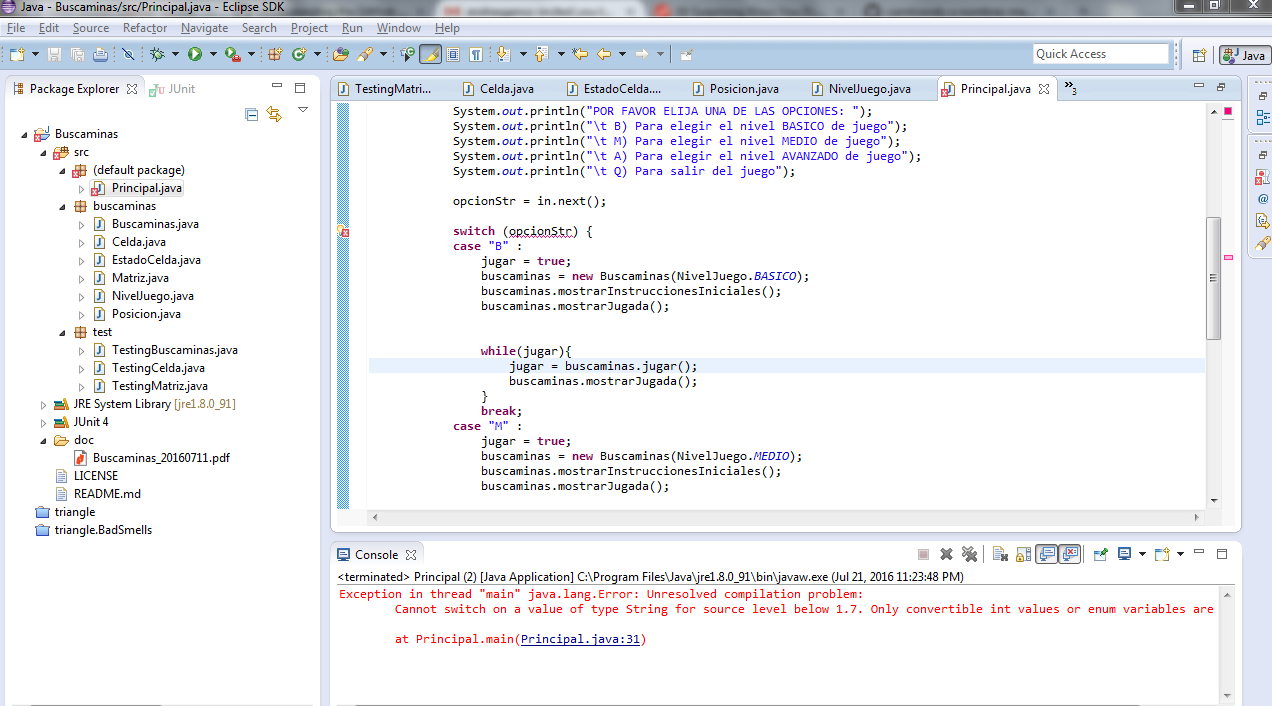 Java - Buscaminas/src/Principal.java - Eclipse SDK
File Edit Source Refactor Navigate Search Project Run Window Help
Quick Access
Java
Package Explorer
JUnit
Buscaminas
src
(default package)
Principal.java
buscaminas
Buscaminas.java
Celda.java
EstadoCelda.java
Matriz.java
NivelJuego.java
Posicion.java
test
TestingBuscaminas.java
TestingCelda.java
TestingMatriz.java
JRE System Library [jre1.8.0_91]
JUnit 4
doc
Buscaminas_20160711.pdf
LICENSE
README.md
triangle
triangle.BadSmells
TestingMatri... Celda.java EstadoCelda.... Posicion.java NivelJuego.java Principal.java »3
System.out.println("POR FAVOR ELIJA UNA DE LAS OPCIONES: ");
System.out.println("\t B) Para elegir el nivel BASICO de juego");
System.out.println("\t M) Para elegir el nivel MEDIO de juego");
System.out.println("\t A) Para elegir el nivel AVANZADO de juego");
System.out.println("\t Q) Para salir del juego");
opcionStr = in.next();
switch (opcionStr) {
case "B" :
jugar = true;
buscaminas = new Buscaminas(NivelJuego.BASICO);
buscaminas.mostrarInstruccionesIniciales();
buscaminas.mostrarJugada();
while(jugar){
jugar = buscaminas.jugar();
buscaminas.mostrarJugada();
}
break;
case "M" :
jugar = true;
buscaminas = new Buscaminas(NivelJuego.MEDIO);
buscaminas.mostrarInstruccionesIniciales();
buscaminas.mostrarJugada();
Console
<terminated> Principal (2) [Java Application] C:\Program Files\Java\jre1.8.0_91\bin\javaw.exe (Jul 21, 2016 11:23:48 PM)
Exception in thread "main" java.lang.Error: Unresolved compilation problem:
Cannot switch on a value of type String for source level below 1.7. Only convertible int values or enum variables are
at Principal.main(Principal.java:31)